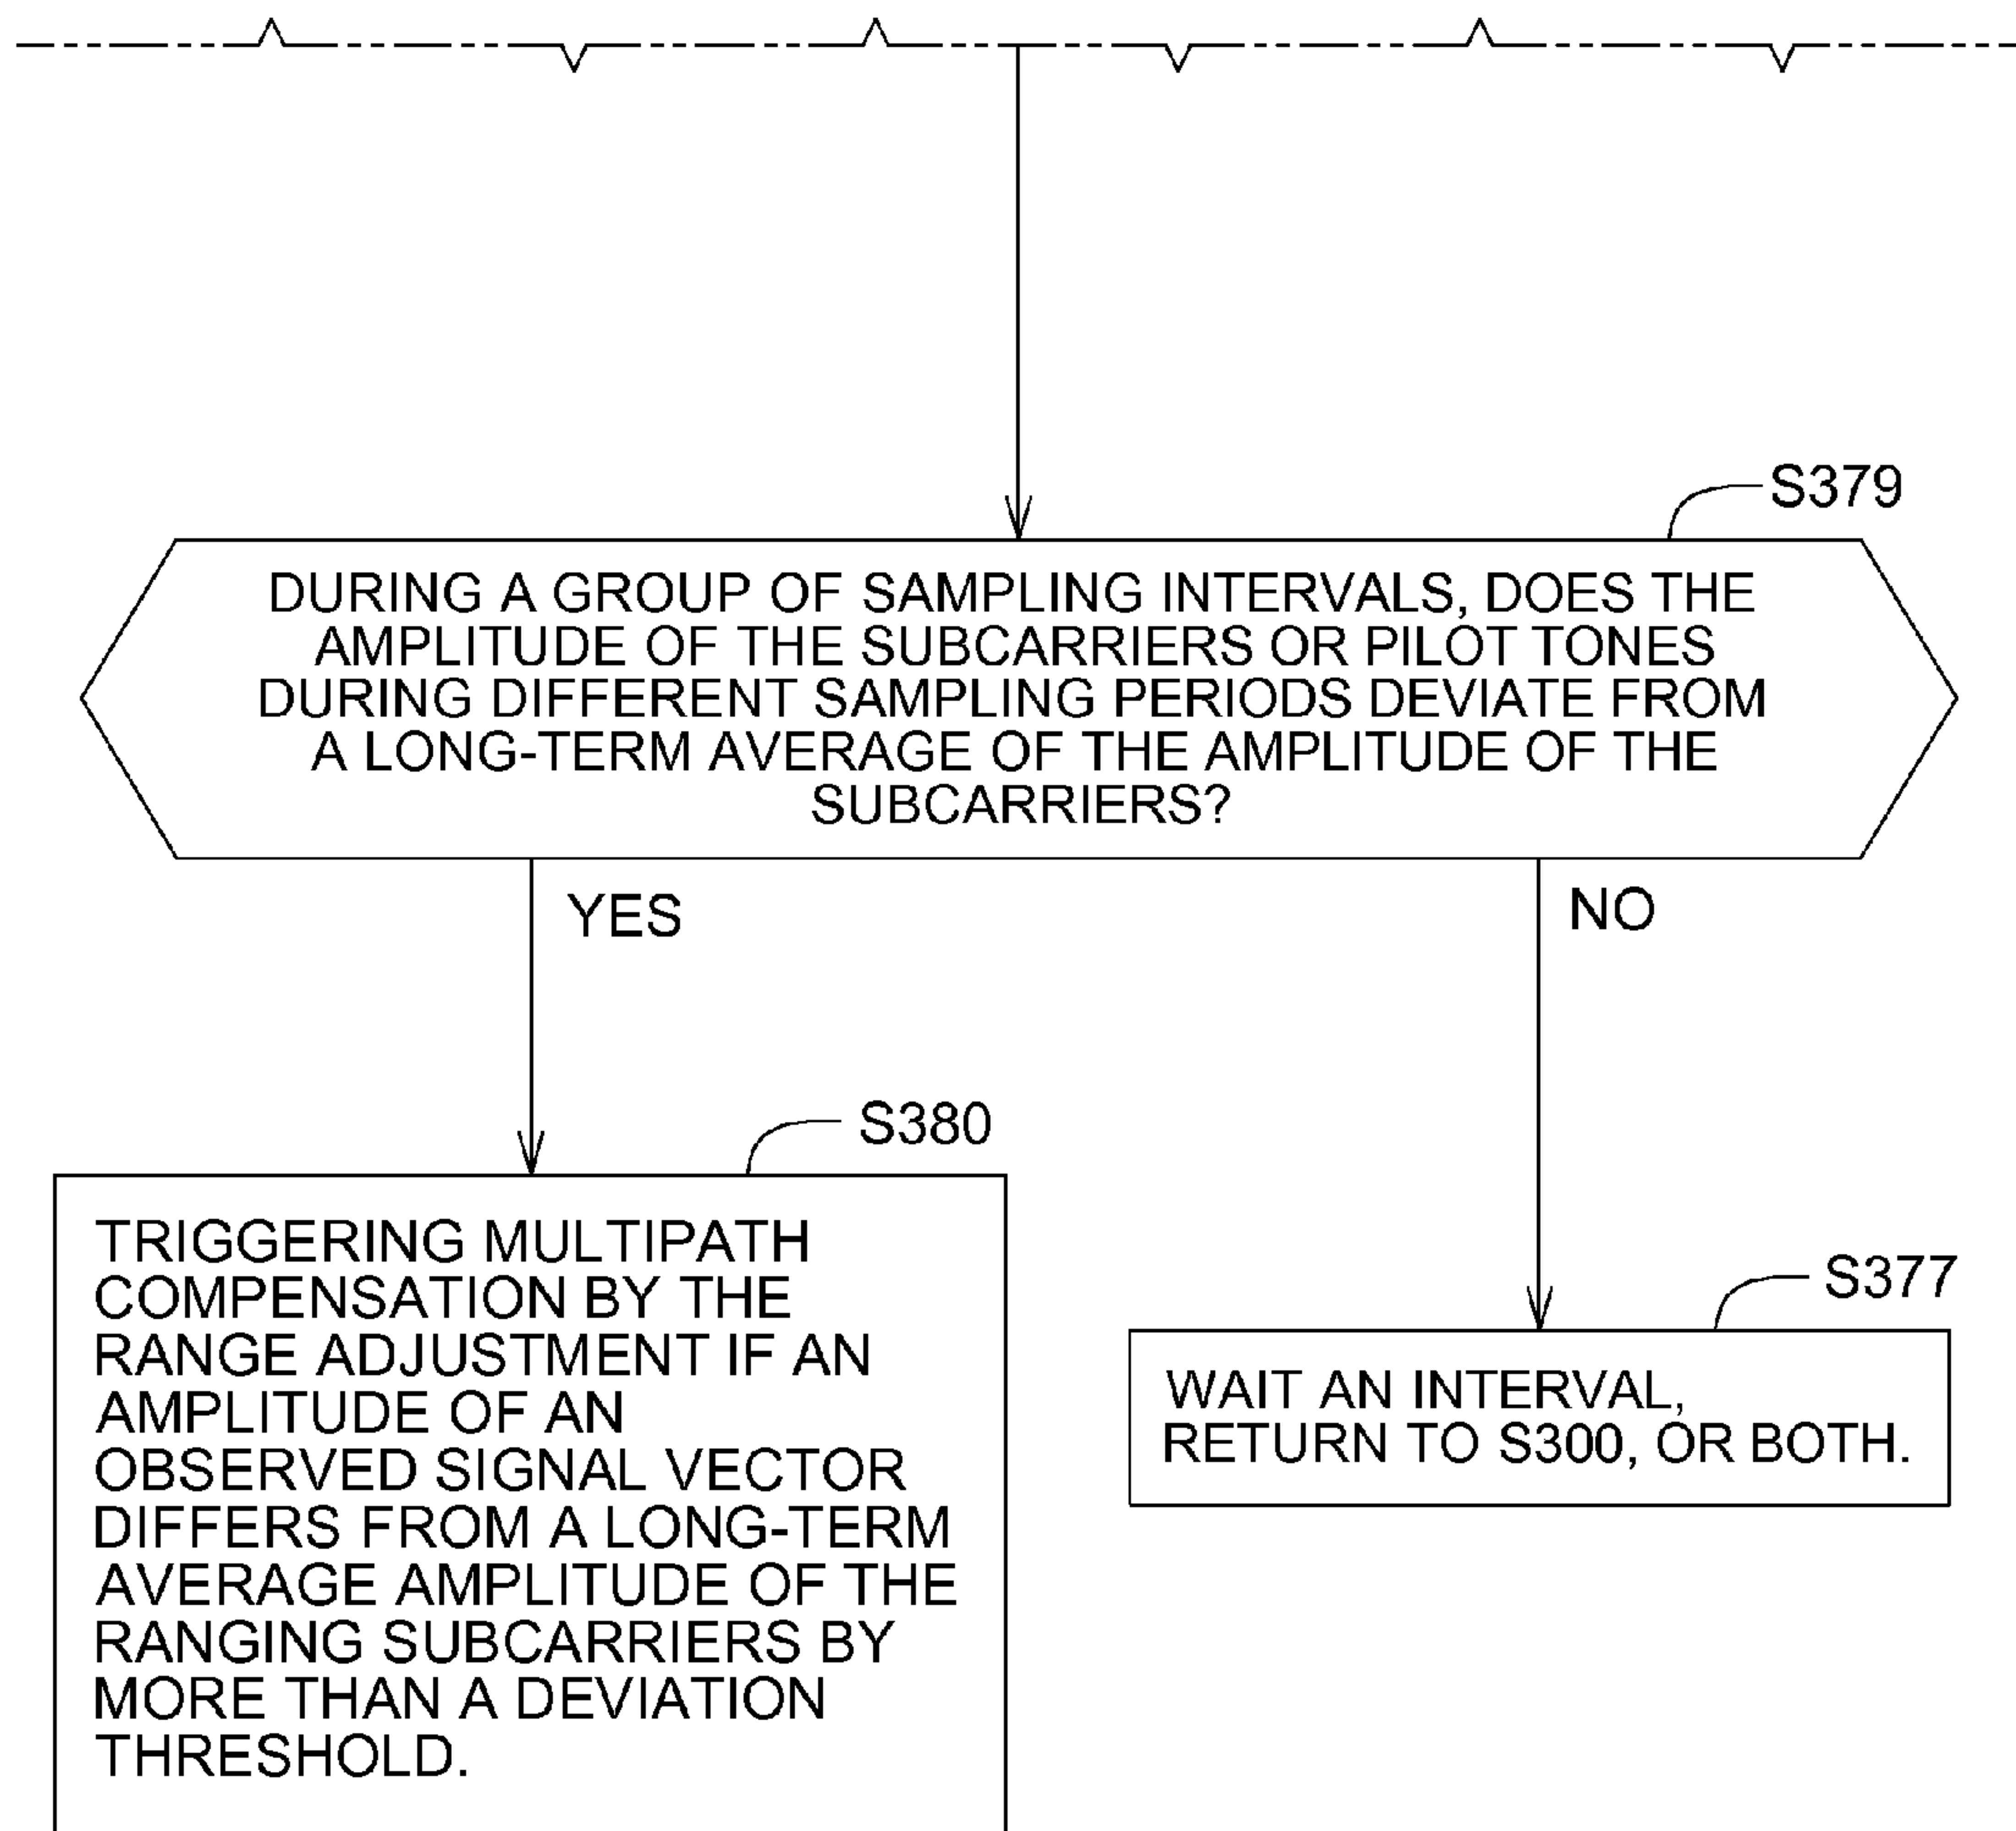 S379
DURING A GROUP OF SAMPLING INTERVALS, DOES THE
AMPLITUDE OF THE SUBCARRIERS OR PILOT TONES
DURING DIFFERENT SAMPLING PERIODS DEVIATE FROM
A LONG-TERM AVERAGE OF THE AMPLITUDE OF THE
SUBCARRIERS?
YES
NO
S380
TRIGGERING MULTIPATH
COMPENSATION BY THE
RANGE ADJUSTMENT IF AN
AMPLITUDE OF AN
OBSERVED SIGNAL VECTOR
DIFFERS FROM A LONG-TERM
AVERAGE AMPLITUDE OF THE
RANGING SUBCARRIERS BY
MORE THAN A DEVIATION
THRESHOLD.
S377
WAIT AN INTERVAL,
RETURN TO S300, OR BOTH.